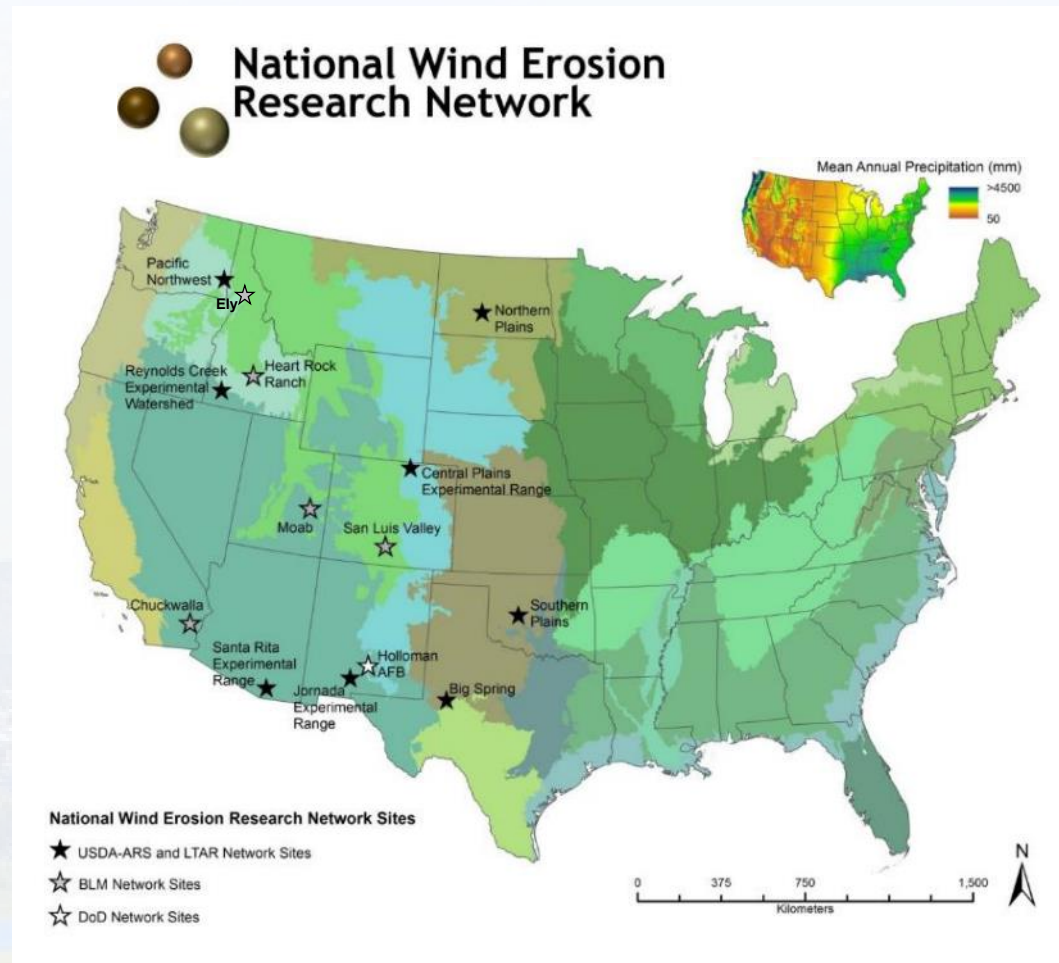 National Wind Erosion
Research Network
Mean Annual Precipitation (mm)
>4500
50
Pacific
Northwest
Ely
Northern
Plains
Reynolds Creek
Experimental
Watershed
Heart Rock
Ranch
Central Plains
Experimental Range
Moab
San Luis Valley
Chuckwalla
Southern
Plains
Santa Rita
Experimental
Range
Holloman
AFB
Jornada
Experimental
Range
Big Spring
National Wind Erosion Research Network Sites
USDA-ARS and LTAR Network Sites
BLM Network Sites
DoD Network Sites
N
0 375 750 1,500
Kilometers